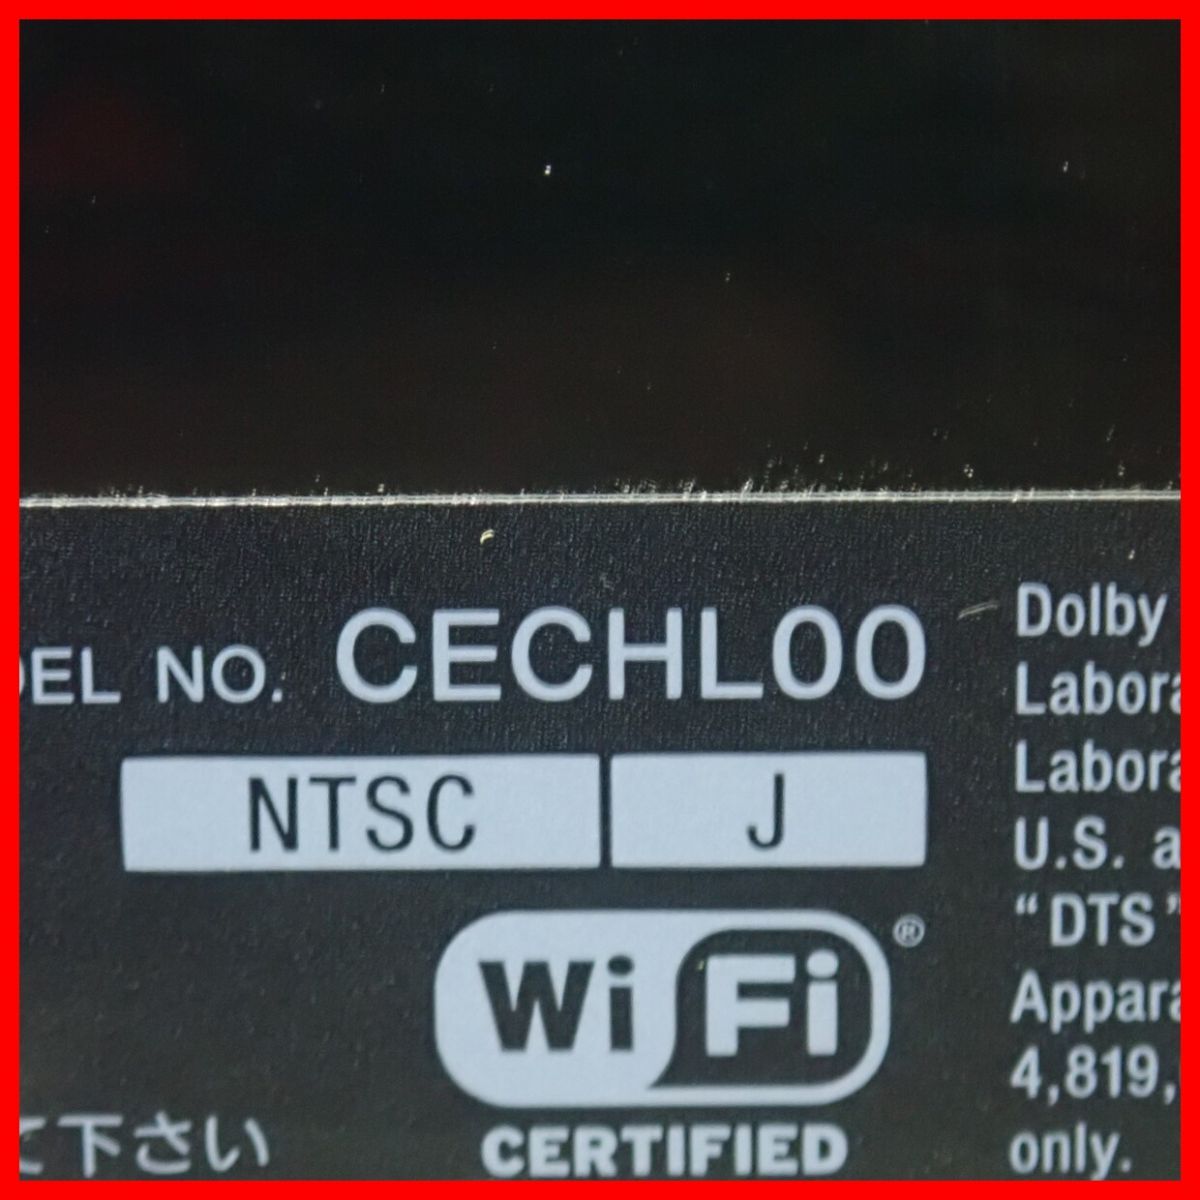 DEL NO. CECHL00
NTSC J
Wi Fi ®
CERTIFIED
て下さい
Dolby
Labora
Labora
U.S. a
"DTS"
Appara
4,819,
only.